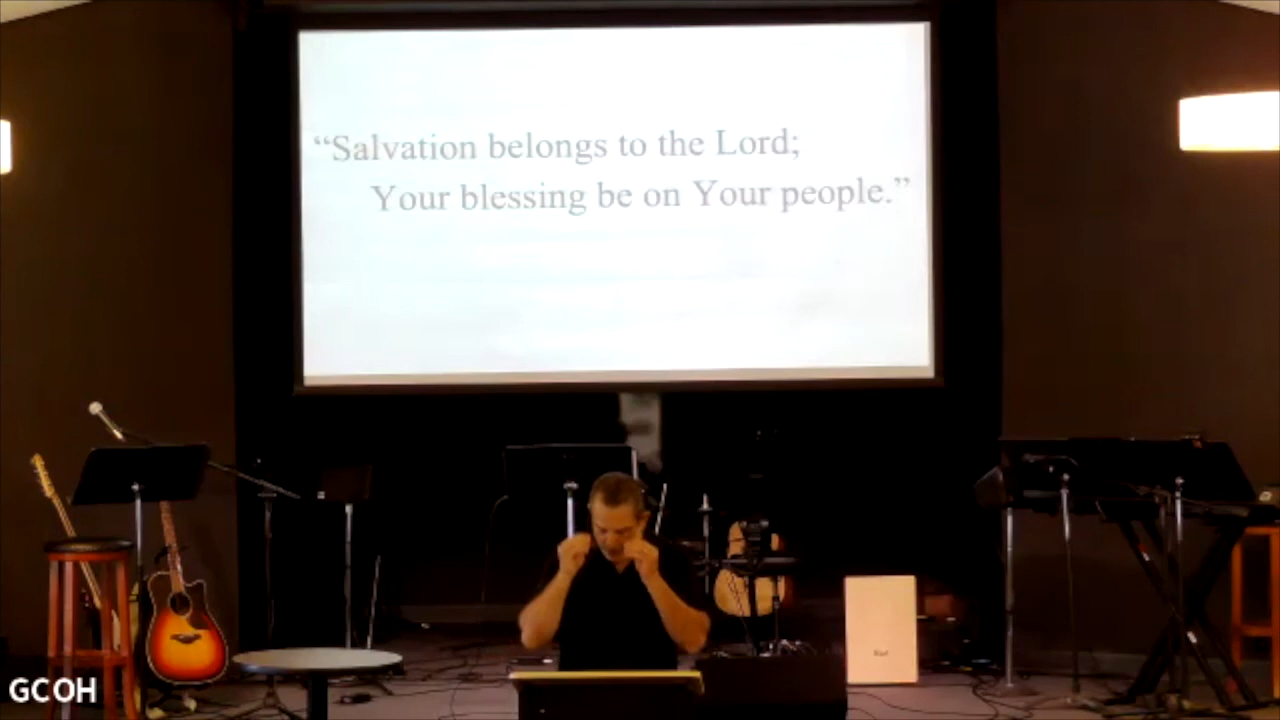 “Salvation belongs to the Lord;
Your blessing be on Your people.”
GCOH